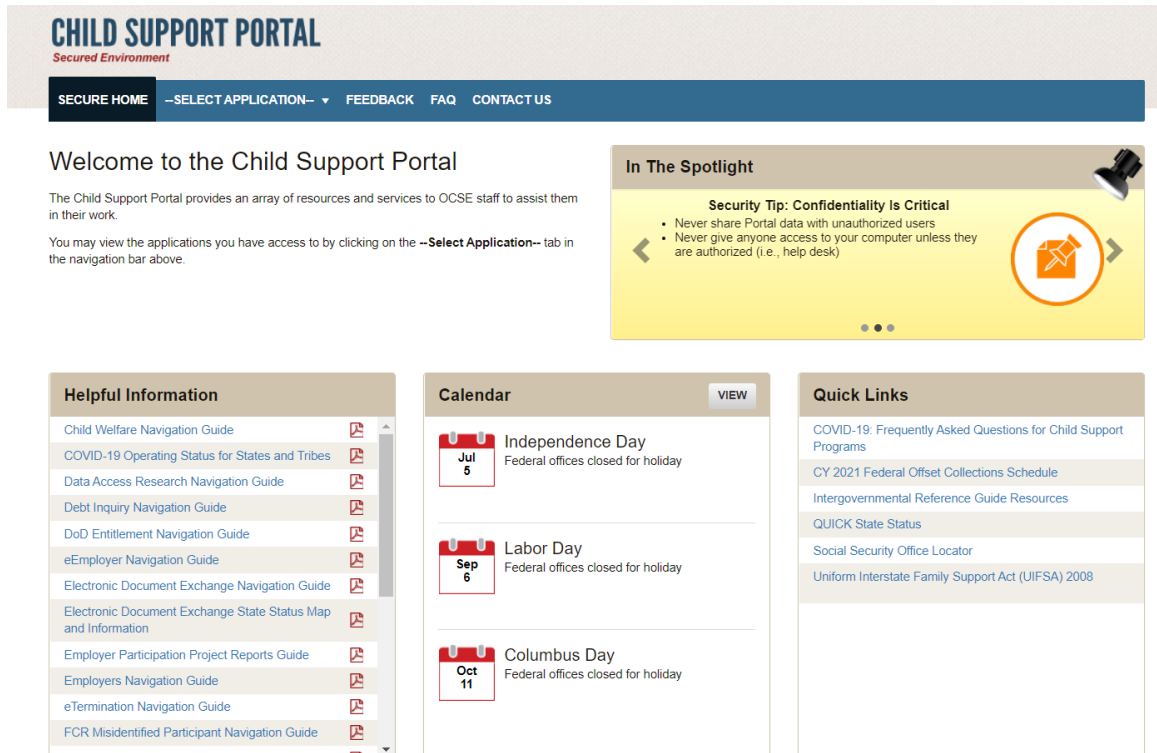 CHILD SUPPORT PORTAL
Secured Environment
SECURE HOME --SELECT APPLICATION-- FEEDBACK FAQ CONTACT US
Welcome to the Child Support Portal
The Child Support Portal provides an array of resources and services to OCSE staff to assist them
in their work.
You may view the applications you have access to by clicking on the --Select Application-- tab in
the navigation bar above.
In The Spotlight
Security Tip: Confidentiality Is Critical
• Never share Portal data with unauthorized users
• Never give anyone access to your computer unless they
are authorized (i.e., help desk)
Helpful Information
Child Welfare Navigation Guide
COVID-19 Operating Status for States and Tribes
Data Access Research Navigation Guide
Debt Inquiry Navigation Guide
DoD Entitlement Navigation Guide
eEmployer Navigation Guide
Electronic Document Exchange Navigation Guide
Electronic Document Exchange State Status Map
and Information
Employer Participation Project Reports Guide
Employers Navigation Guide
eTermination Navigation Guide
FCR Misidentified Participant Navigation Guide
Calendar
VIEW
Jul
5
Independence Day
Federal offices closed for holiday
Sep
6
Labor Day
Federal offices closed for holiday
Oct
11
Columbus Day
Federal offices closed for holiday
Quick Links
COVID-19: Frequently Asked Questions for Child Support
Programs
CY 2021 Federal Offset Collections Schedule
Intergovernmental Reference Guide Resources
QUICK State Status
Social Security Office Locator
Uniform Interstate Family Support Act (UIFSA) 2008